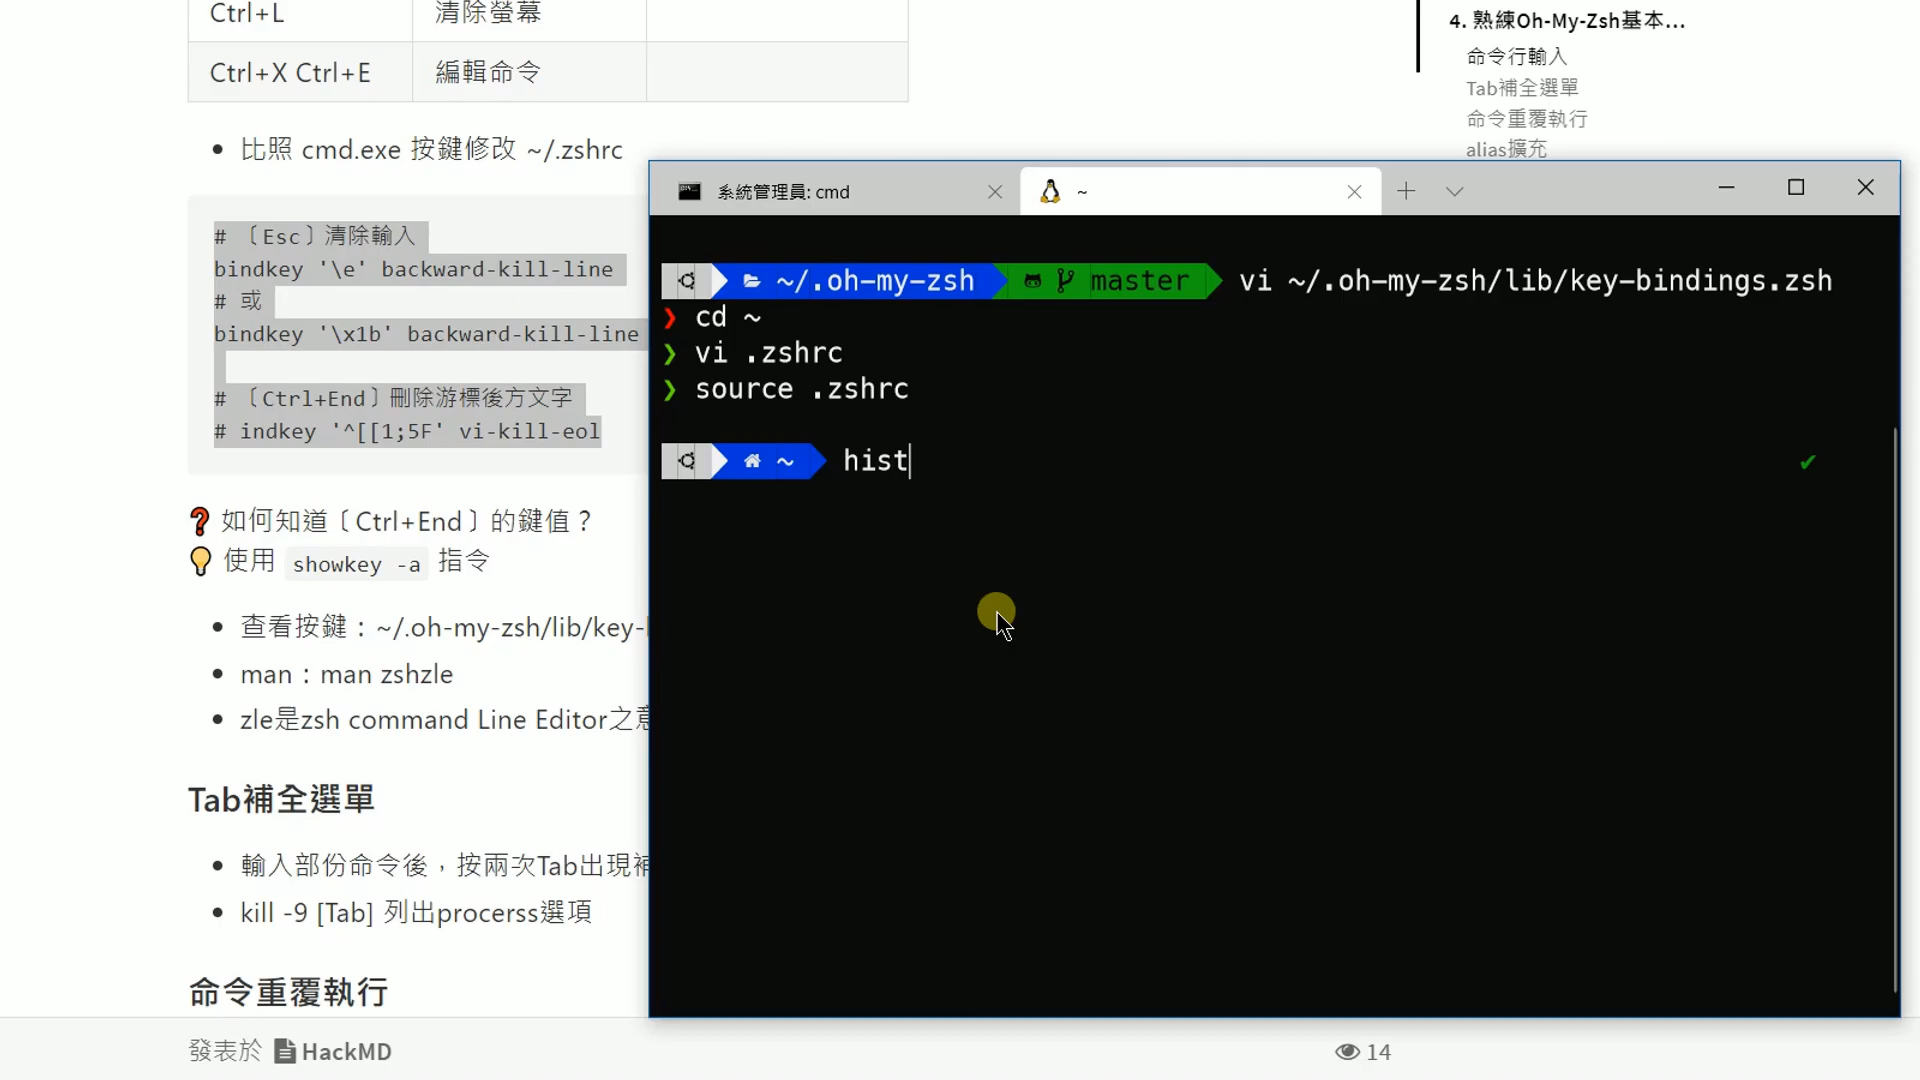 Ctrl+L 清除螢幕
Ctrl+X Ctrl+E 編輯命令
比照 cmd.exe 按鍵修改 ~/.zshrc
# 〔Esc〕清除輸入
bindkey '\e' backward-kill-line
# 或
bindkey '\x1b' backward-kill-line
# 〔Ctrl+End〕刪除游標後方文字
# indkey '^[[1;5F' vi-kill-eol
❓ 如何知道〔Ctrl+End〕的鍵值？
💡 使用 showkey -a 指令
查看按鍵：~/.oh-my-zsh/lib/key-
man：man zshzle
zle是zsh command Line Editor之意
Tab補全選單
輸入部份命令後，按兩次Tab出現補
kill -9 [Tab] 列出procerss選項
命令重覆執行
發表於 HackMD
14
4. 熟練Oh-My-Zsh基本…
命令行輸入
Tab補全選單
命令重覆執行
alias擴充
系統管理員: cmd
~
~/.oh-my-zsh master vi ~/.oh-my-zsh/lib/key-bindings.zsh
❯ cd ~
❯ vi .zshrc
❯ source .zshrc
~ hist ✔